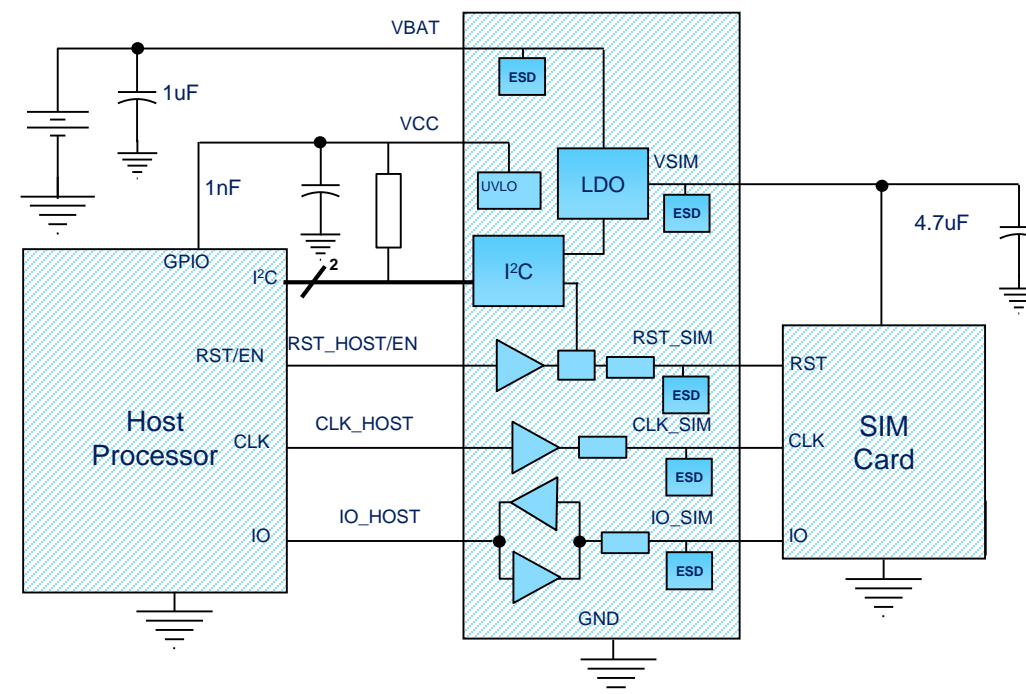 VBAT
ESD
1uF
VCC
1nF
UVLO
LDO
VSIM
ESD
4.7uF
GPIO
I²C
2
I²C
RST/EN
RST_HOST/EN
RST_SIM
RST
ESD
Host
Processor
CLK
CLK_HOST
CLK_SIM
CLK
ESD
SIM
Card
IO
IO_HOST
IO_SIM
IO
ESD
GND